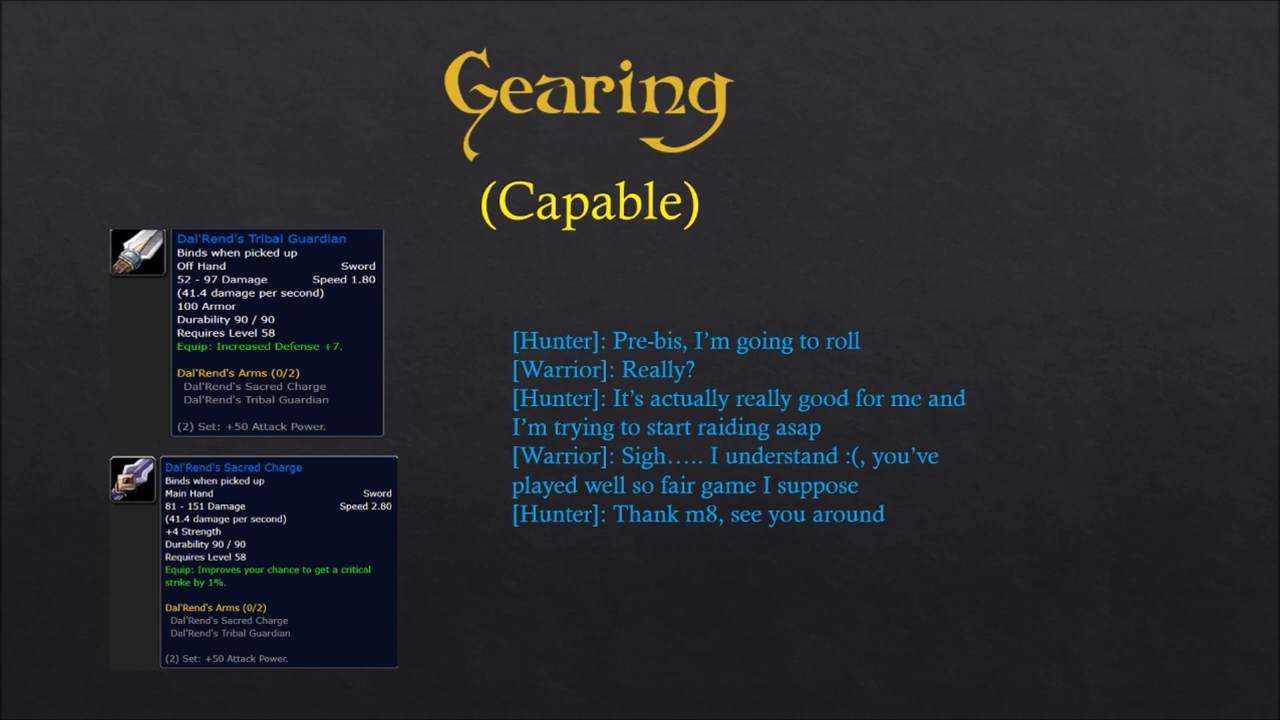 Gearing
(Capable)
Dal'Rend's Tribal Guardian
Binds when picked up
Off Hand Sword
52 - 97 Damage Speed 1.80
(41.4 damage per second)
100 Armor
Durability 90 / 90
Requires Level 58
Equip: Increased Defense +7.
Dal'Rend's Arms (0/2)
Dal'Rend's Sacred Charge
Dal'Rend's Tribal Guardian
(2) Set: +50 Attack Power.
Dal'Rend's Sacred Charge
Binds when picked up
Main Hand Sword
81 - 151 Damage Speed 2.80
(41.4 damage per second)
+4 Strength
Durability 90 / 90
Requires Level 58
Equip: Improves your chance to get a critical
strike by 1%.
Dal'Rend's Arms (0/2)
Dal'Rend's Sacred Charge
Dal'Rend's Tribal Guardian
(2) Set: +50 Attack Power.
[Hunter]: Pre-bis, I'm going to roll
[Warrior]: Really?
[Hunter]: It's actually really good for me and
I'm trying to start raiding asap
[Warrior]: Sigh….. I understand :(, you've
played well so fair game I suppose
[Hunter]: Thank m8, see you around